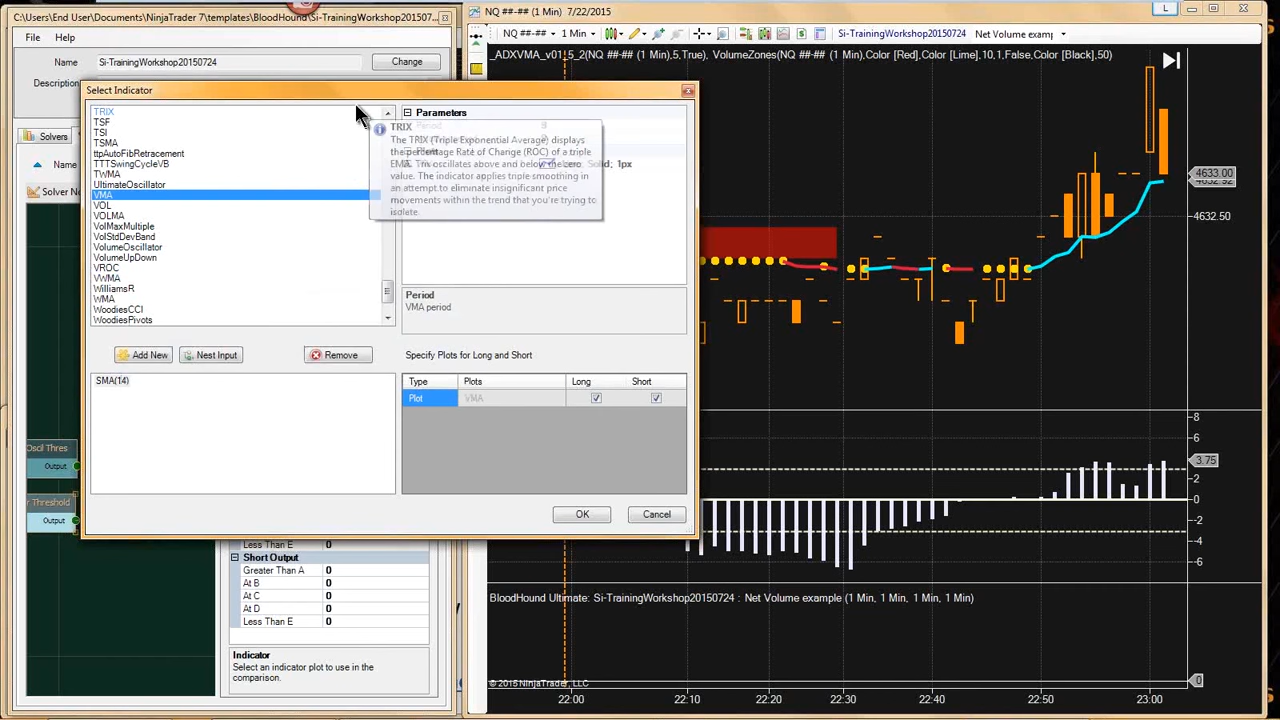 C:\Users\End User\Documents\NinjaTrader 7\templates\BloodHound\Si-TrainingWorkshop201507...
File Help
Name Si-TrainingWorkshop20150724 Change
Description
Solvers
Name
Solver No
Select Indicator
TRIX
TSF
TSI
TSMA
ttpAutoFibRetracement
TTTSwingCycleVB
TWMA
UltimateOscillator
VMA
VOL
VOLMA
VolMaxMultiple
VolStdDevBand
VolumeOscillator
VolumeUpDown
VROC
VWMA
WilliamsR
WMA
WoodiesCCI
WoodiesPivots
Parameters
TRIX
The TRIX (Triple Exponential Average) displays
the percentage Rate of Change (ROC) of a triple
EMA. Trix oscillates above and below the zero
value. The indicator applies triple smoothing in
an attempt to eliminate insignificant price
movements within the trend that you're trying to
isolate.
Solid; 1px
Period
VMA period
Add New Nest Input Remove
Specify Plots for Long and Short
SMA(14)
Type Plots Long Short
Plot VMA
OK Cancel
Oscil Thres
Output
r Threshold
Output
Less Than E 0
Short Output
Greater Than A 0
At B 0
At C 0
At D 0
Less Than E 0
Indicator
Select an indicator plot to use in the
comparison.
NQ ##-## (1 Min) 7/22/2015
L
NQ ##-## 1 Min Si-TrainingWorkshop20150724 Net Volume exam
_ADXVMA_v01_5_2(NQ ##-## (1 Min),5,True), VolumeZones(NQ ##-## (1 Min),Color [Red],Color [Lime],10,1,False,Color [Black],50)
4633.00
4632.50
8
6
3.75
2
0
-2
-4
-6
BloodHound Ultimate: Si-TrainingWorkshop20150724 : Net Volume example (1 Min, 1 Min, 1 Min, 1 Min)
0
© 2015 NinjaTrader, LLC
22:00 22:10 22:20 22:30 22:40 22:50 23:00